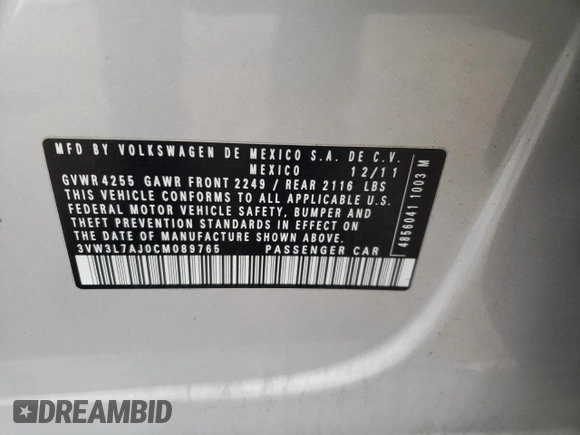 MFD BY VOLKSWAGEN DE MEXICO S.A. DE C.V.
MEXICO 12/11
GVWR 4255 GAWR FRONT 2249 / REAR 2116 LBS
THIS VEHICLE CONFORMS TO ALL APPLICABLE U.S.
FEDERAL MOTOR VEHICLE SAFETY, BUMPER AND
THEFT PREVENTION STANDARDS IN EFFECT ON
THE DATE OF MANUFACTURE SHOWN ABOVE.
3VW3L7AJ0CM089765 PASSENGER CAR
4856041 1003 M
DREAMBID